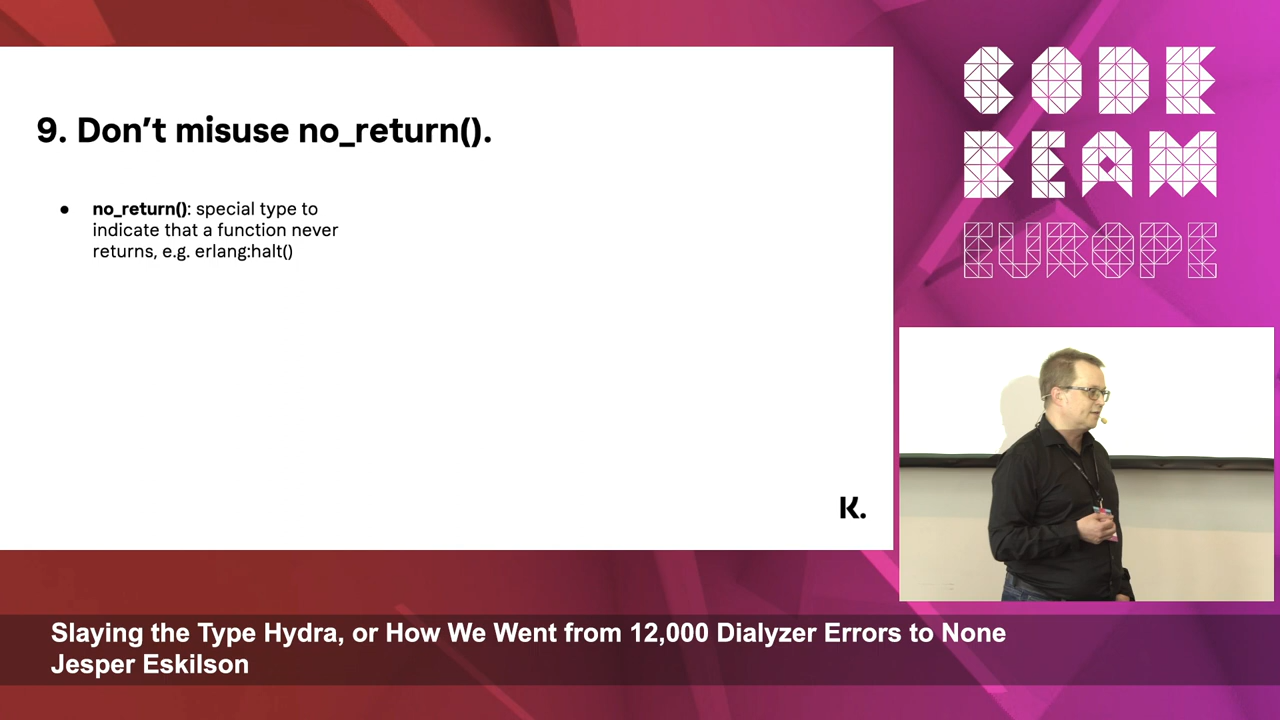 9. Don’t misuse no_return().
● no_return(): special type to
indicate that a function never
returns, e.g. erlang:halt()
K.
CODE
BEAM
EUROPE
Slaying the Type Hydra, or How We Went from 12,000 Dialyzer Errors to None
Jesper Eskilson